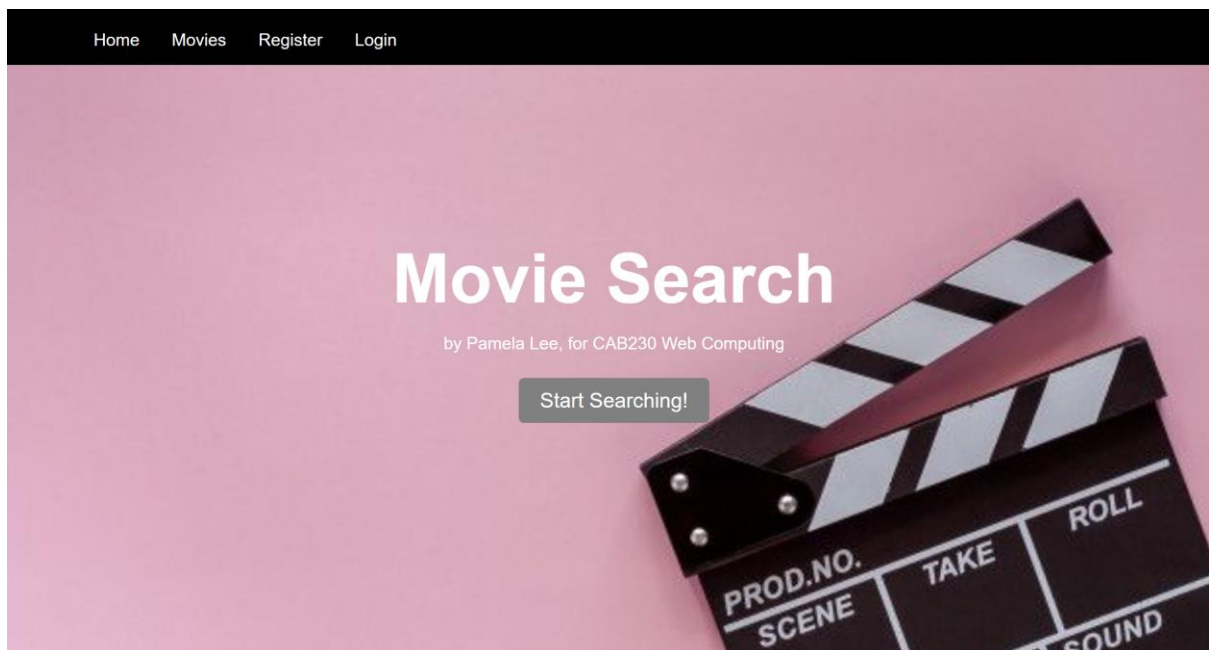 Home Movies Register Login
Movie Search
by Pamela Lee, for CAB230 Web Computing
Start Searching!
PROD.NO.
TAKE
ROLL
SCENE
SOUND